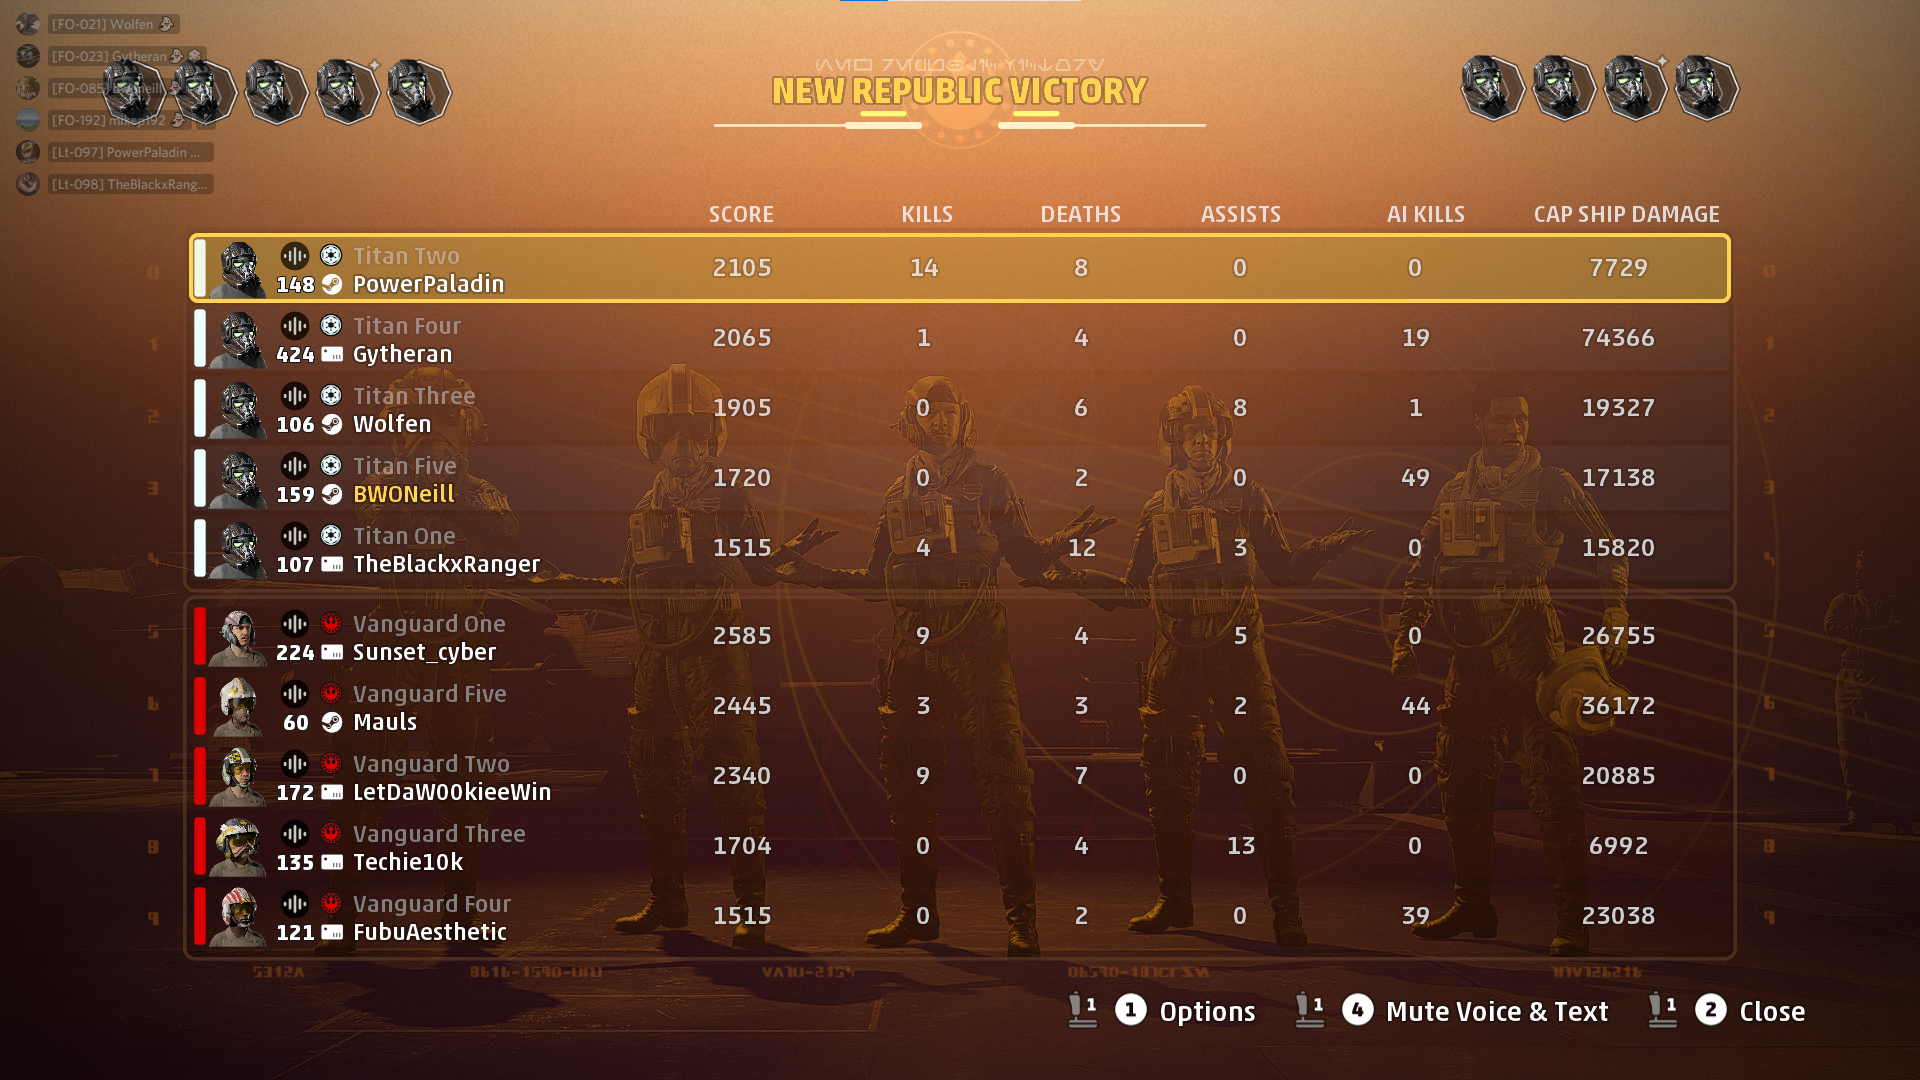 [FO-021] Wolfen
[FO-023] Gytheran
[FO-192] mikep192
[Lt-097] PowerPaladin ...
[Lt-098] TheBlackxRang...
NEW REPUBLIC VICTORY
SCORE KILLS DEATHS ASSISTS AI KILLS CAP SHIP DAMAGE
Titan Two
148 PowerPaladin 2105 14 8 0 0 7729
Titan Four
424 Gytheran 2065 1 4 0 19 74366
Titan Three
106 Wolfen 1905 0 6 8 1 19327
Titan Five
159 BWONeill 1720 0 2 0 49 17138
Titan One
107 TheBlackxRanger 1515 4 12 3 0 15820
Vanguard One
224 Sunset_cyber 2585 9 4 5 0 26755
Vanguard Five
60 Mauls 2445 3 3 2 44 36172
Vanguard Two
172 LetDaW00kieeWin 2340 9 7 0 0 20885
Vanguard Three
135 Techie10k 1704 0 4 13 0 6992
Vanguard Four
121 FubuAesthetic 1515 0 2 0 39 23038
1 1 Options 1 4 Mute Voice & Text 1 2 Close